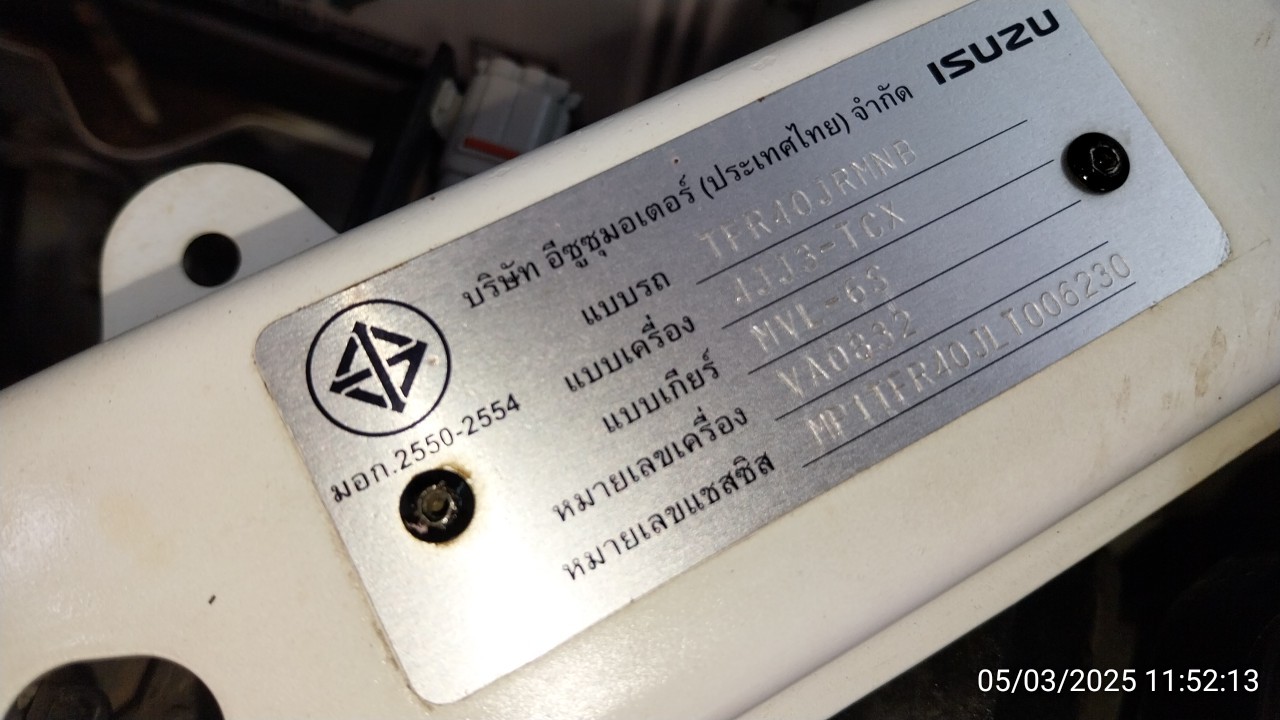 ISUZU
บริษัท อีซูซุมอเตอร์ (ประเทศไทย) จำกัด
แบบรถ TFR40JRMNB
แบบเครื่อง 4JJ3-TCX
แบบเกียร์ MVL-6S
หมายเลขเครื่อง VA0832
หมายเลขแชสซิส MP1TFR40JLT006230
มอก.2550-2554
05/03/2025 11:52:13